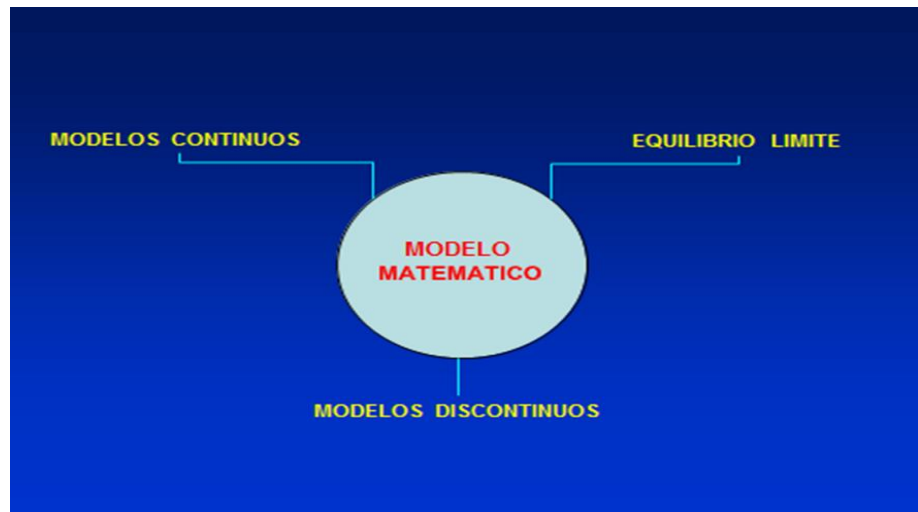 MODELOS CONTINUOS
EQUILIBRIO LIMITE
MODELO
MATEMATICO
MODELOS DISCONTINUOS